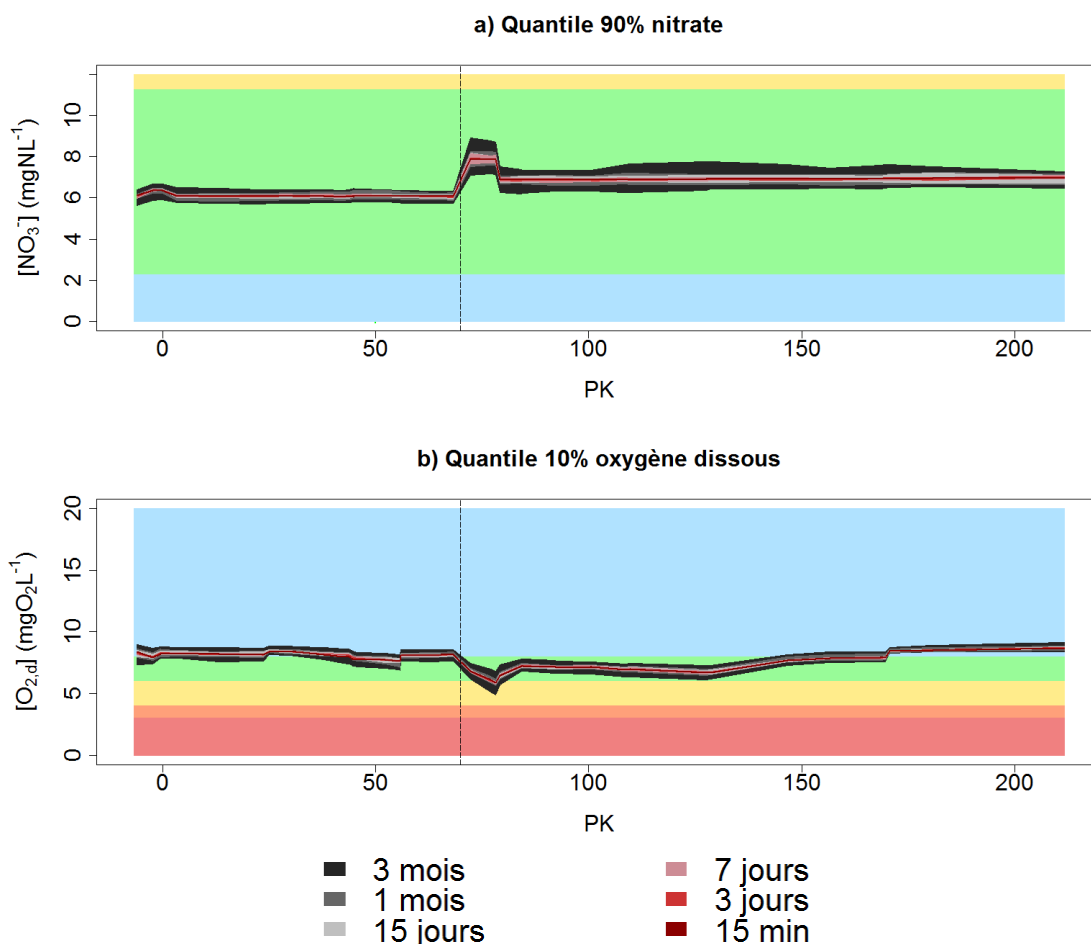 a) Quantile 90% nitrate
[NO₃⁻] (mgNL⁻¹)
10
8
6
4
2
0
0 50 100 150 200
PK
b) Quantile 10% oxygène dissous
[O₂,d] (mgO₂L⁻¹)
20
15
10
5
0
0 50 100 150 200
PK
3 mois 7 jours
1 mois 3 jours
15 jours 15 min